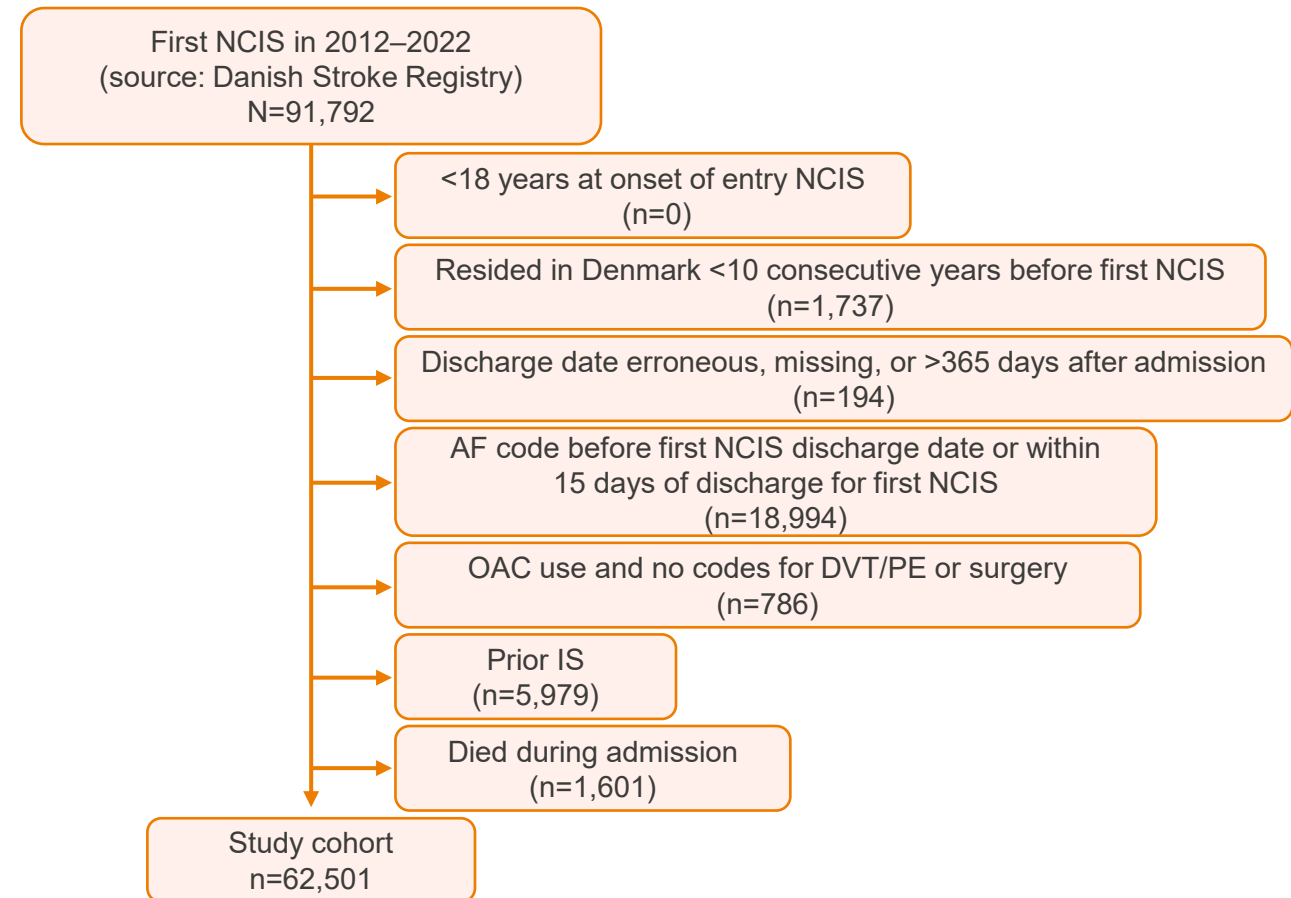 First NCIS in 2012–2022
(source: Danish Stroke Registry)
N=91,792
<18 years at onset of entry NCIS
(n=0)
Resided in Denmark <10 consecutive years before first NCIS
(n=1,737)
Discharge date erroneous, missing, or >365 days after admission
(n=194)
AF code before first NCIS discharge date or within
15 days of discharge for first NCIS
(n=18,994)
OAC use and no codes for DVT/PE or surgery
(n=786)
Prior IS
(n=5,979)
Died during admission
(n=1,601)
Study cohort
n=62,501